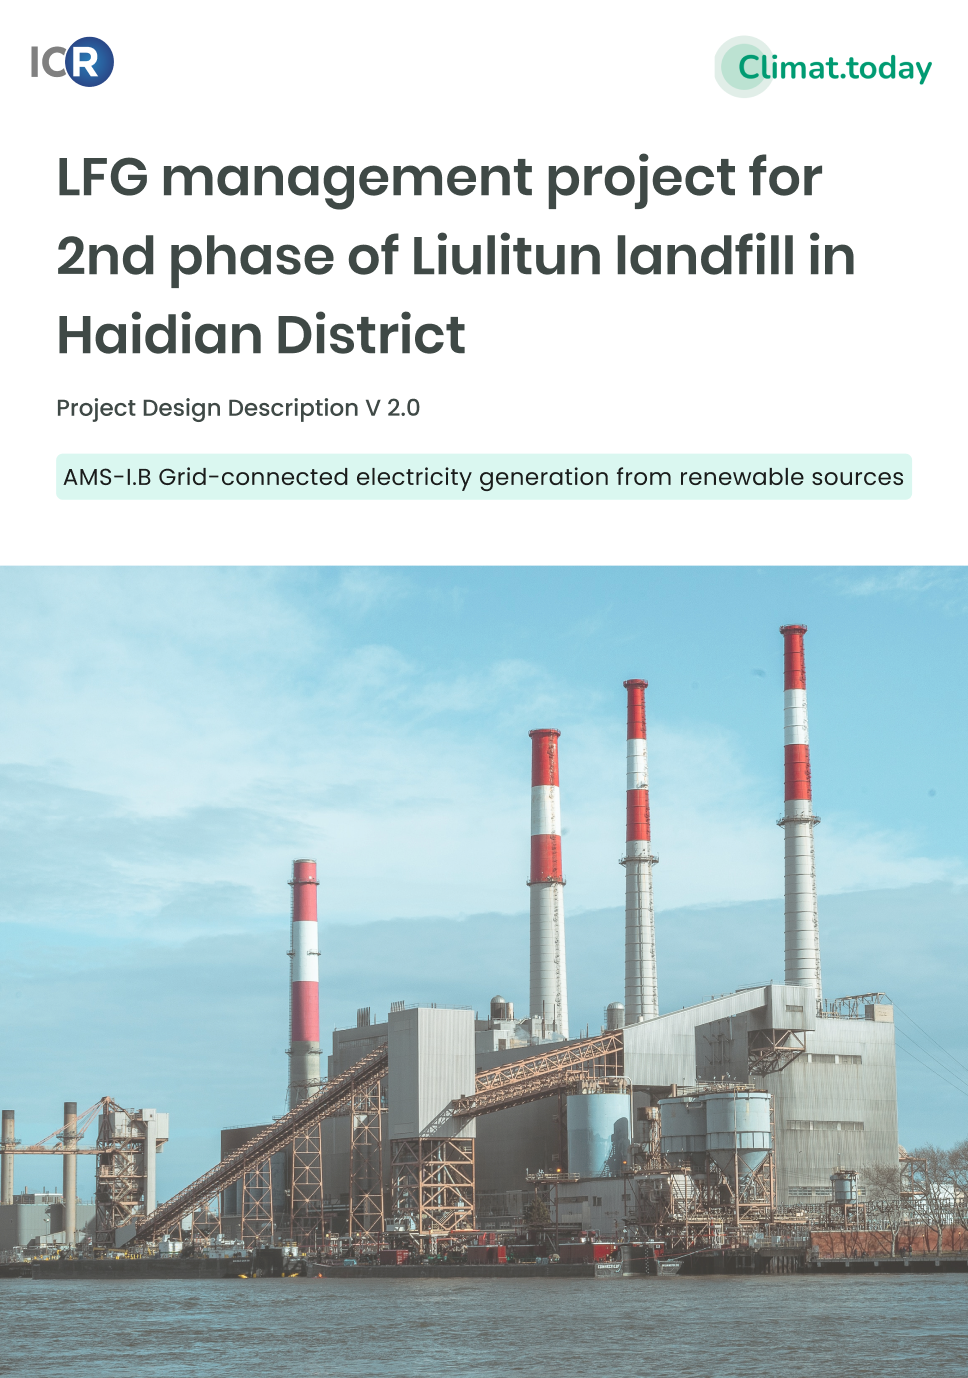 ICR
Climat.today
LFG management project for
2nd phase of Liulitun landfill in
Haidian District
Project Design Description V 2.0
AMS-I.B Grid-connected electricity generation from renewable sources